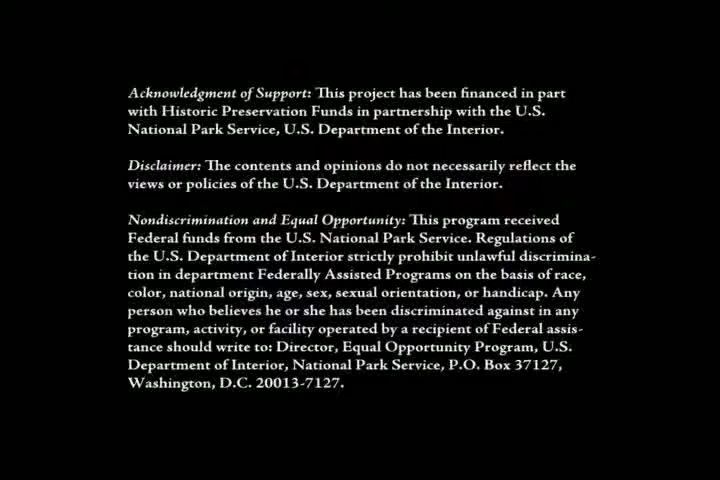 Acknowledgment of Support: This project has been financed in part
with Historic Preservation Funds in partnership with the U.S.
National Park Service, U.S. Department of the Interior.
Disclaimer: The contents and opinions do not necessarily reflect the
views or policies of the U.S. Department of the Interior.
Nondiscrimination and Equal Opportunity: This program received
Federal funds from the U.S. National Park Service. Regulations of
the U.S. Department of Interior strictly prohibit unlawful discrimina-
tion in department Federally Assisted Programs on the basis of race,
color, national origin, age, sex, sexual orientation, or handicap. Any
person who believes he or she has been discriminated against in any
program, activity, or facility operated by a recipient of Federal assis-
tance should write to: Director, Equal Opportunity Program, U.S.
Department of Interior, National Park Service, P.O. Box 37127,
Washington, D.C. 20013-7127.